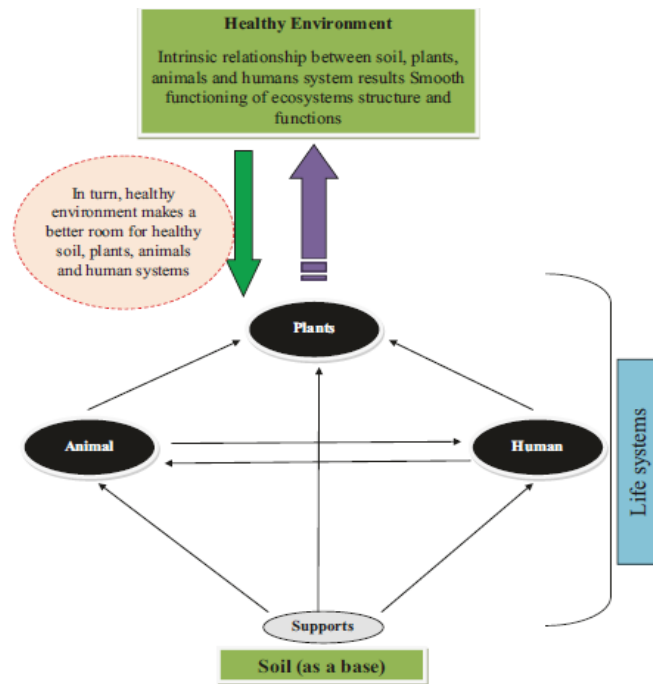 Healthy Environment
Intrinsic relationship between soil, plants,
animals and humans system results Smooth
functioning of ecosystems structure and
functions
In turn, healthy
environment makes a
better room for healthy
soil, plants, animals
and human systems
Plants
Animal
Human
Life systems
Supports
Soil (as a base)